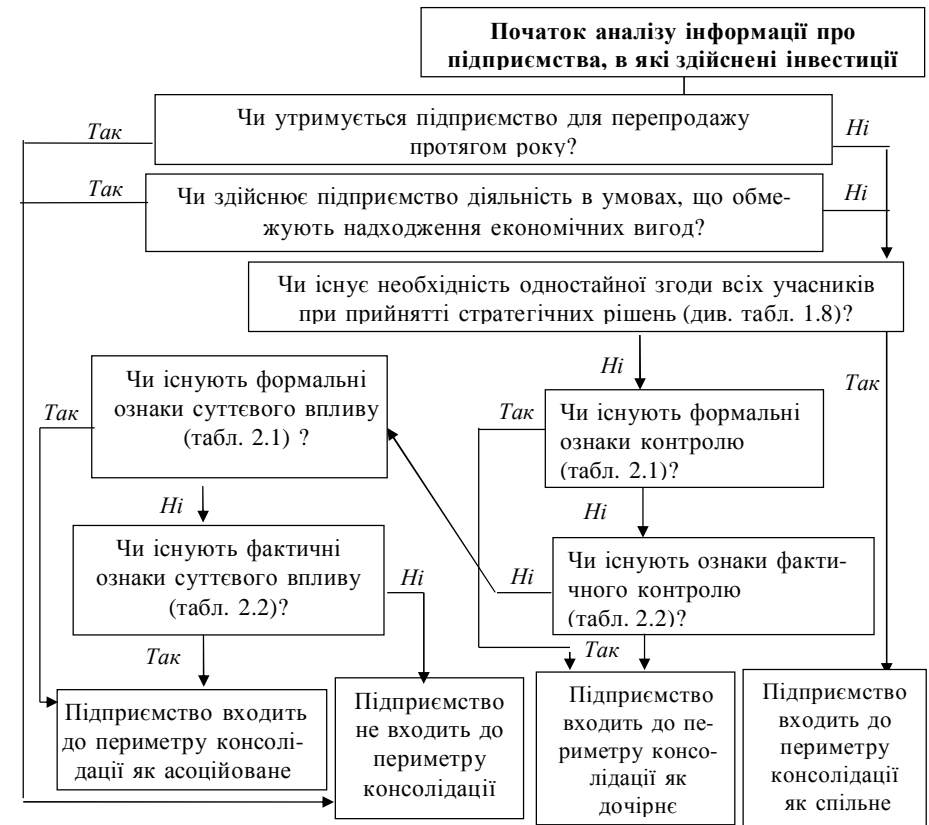 Початок аналізу інформації про
підприємства, в які здійснені інвестиції
Чи утримується підприємство для перепродажу
протягом року?
Так
Ні
Чи здійснює підприємство діяльність в умовах, що обме-
жують надходження економічних вигод?
Так
Ні
Чи існує необхідність одностайної згоди всіх учасників
при прийнятті стратегічних рішень (див. табл. 1.8)?
Ні
Так
Чи існують формальні
ознаки суттєвого впливу
(табл. 2.1) ?
Так
Чи існують формальні
ознаки контролю
(табл. 2.1)?
Так
Ні
Ні
Чи існують фактичні
ознаки суттєвого впливу
(табл. 2.2)?
Ні
Чи існують ознаки факти-
чного контролю
(табл. 2.2)?
Ні
Так
Так
Підприємство входить
до периметру консолі-
дації як асоційоване
Підприємство
не входить до
периметру
консолідації
Підприємство
входить до пе-
риметру консо-
лідації як
дочірнє
Підприємство
входить до
периметру
консолідації
як спільне